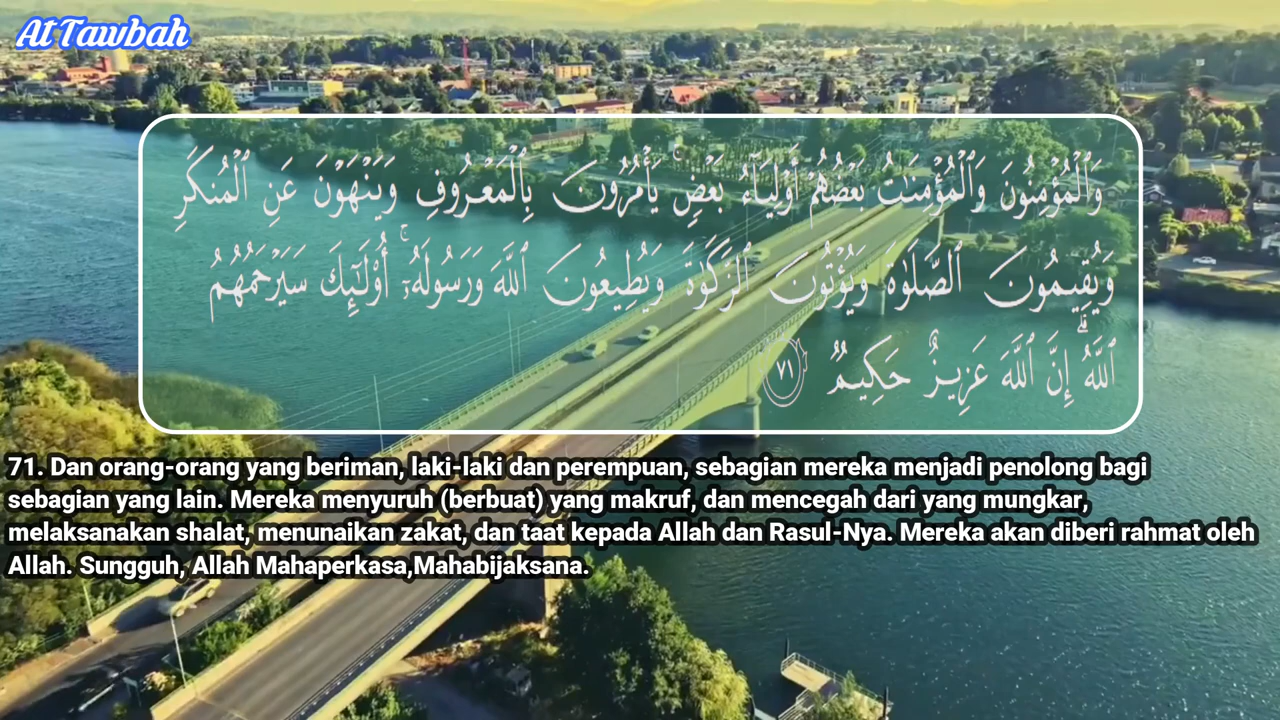 At Tawbah
وَٱلْمُؤْمِنُونَ وَٱلْمُؤْمِنَـٰتُ بَعْضُهُمْ أَوْلِيَآءُ بَعْضٍ ۚ يَأْمُرُونَ بِٱلْمَعْرُوفِ وَيَنْهَوْنَ عَنِ ٱلْمُنكَرِ
وَيُقِيمُونَ ٱلصَّلَوٰةَ وَيُؤْتُونَ ٱلزَّكَوٰةَ وَيُطِيعُونَ ٱللَّهَ وَرَسُولَهُۥٓ ۚ أُو۟لَـٰٓئِكَ سَيَرْحَمُهُمُ
ٱللَّهُ ۗ إِنَّ ٱللَّهَ عَزِيزٌ حَكِيمٌ ٧١
71. Dan orang-orang yang beriman, laki-laki dan perempuan, sebagian mereka menjadi penolong bagi
sebagian yang lain. Mereka menyuruh (berbuat) yang makruf, dan mencegah dari yang mungkar,
melaksanakan shalat, menunaikan zakat, dan taat kepada Allah dan Rasul-Nya. Mereka akan diberi rahmat oleh
Allah. Sungguh, Allah Mahaperkasa,Mahabijaksana.